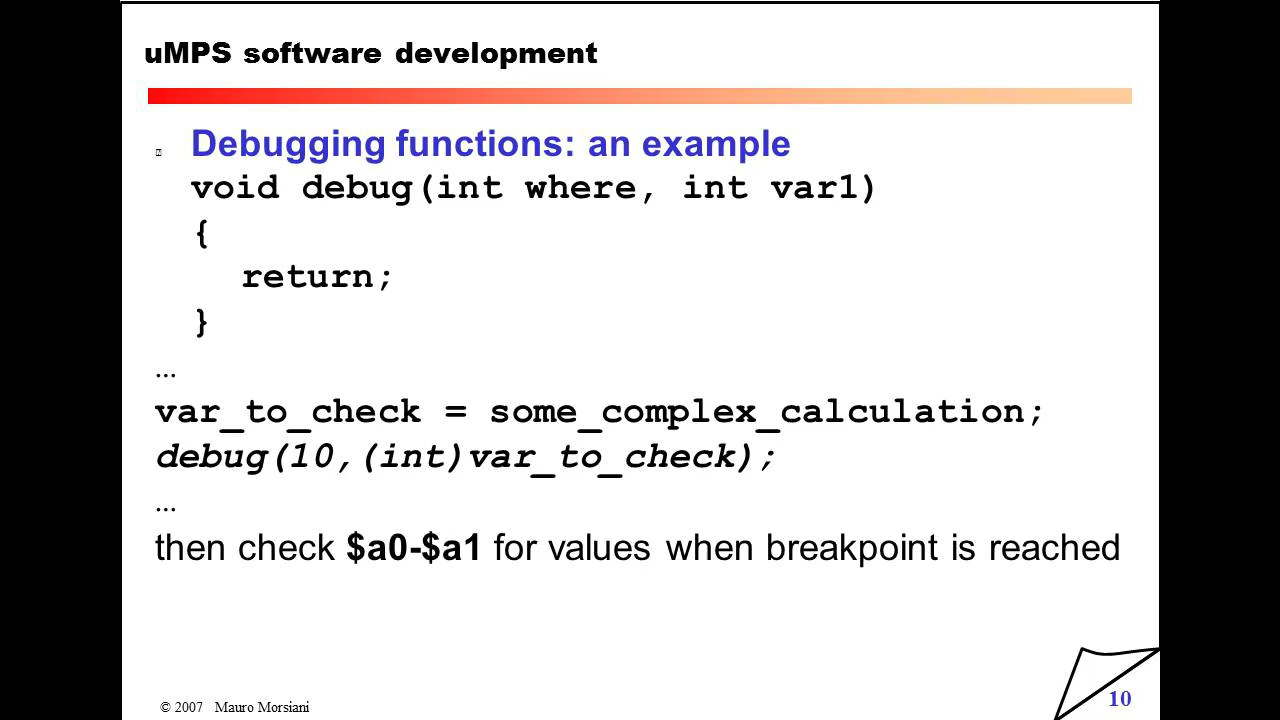 uMPS software development
Debugging functions: an example
void debug(int where, int var1)
{
return;
}
...
var_to_check = some_complex_calculation;
debug(10,(int)var_to_check);
...
then check $a0-$a1 for values when breakpoint is reached
© 2007 Mauro Morsiani
10